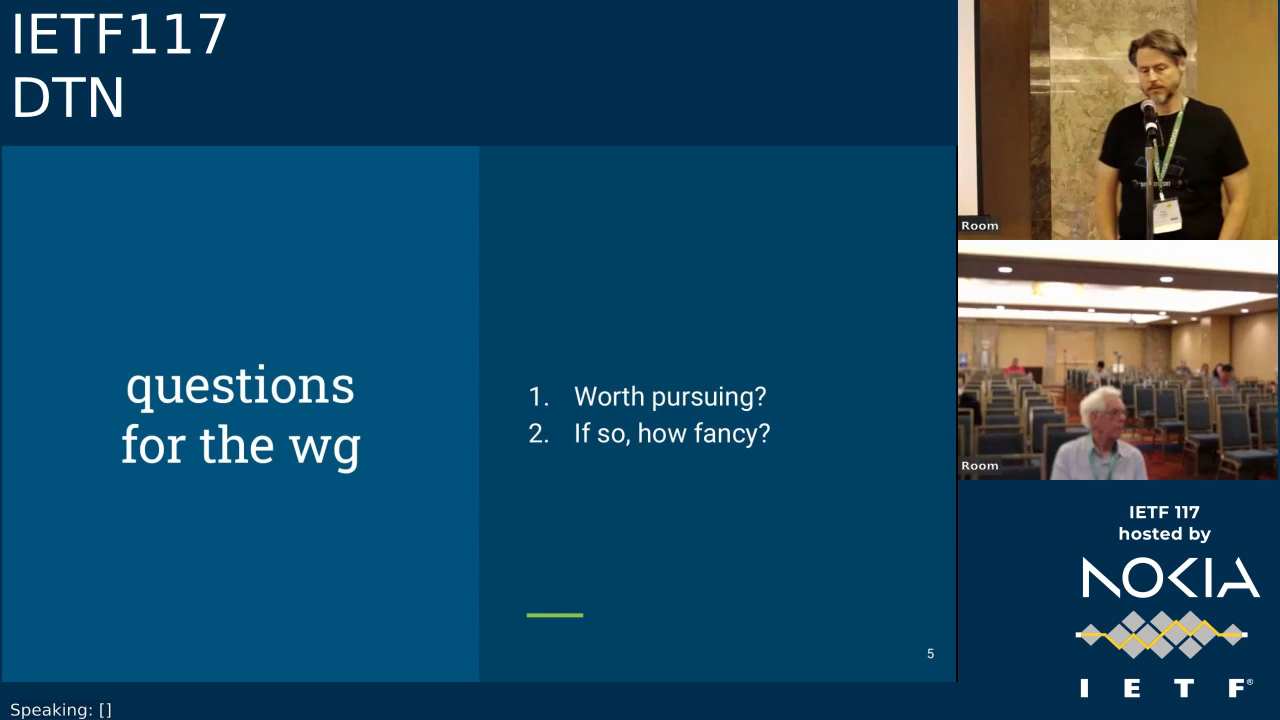 IETF117
DTN
questions
for the wg
1. Worth pursuing?
2. If so, how fancy?
5
Room
Room
IETF 117
hosted by
NOKIA
I E T F®
Speaking: []